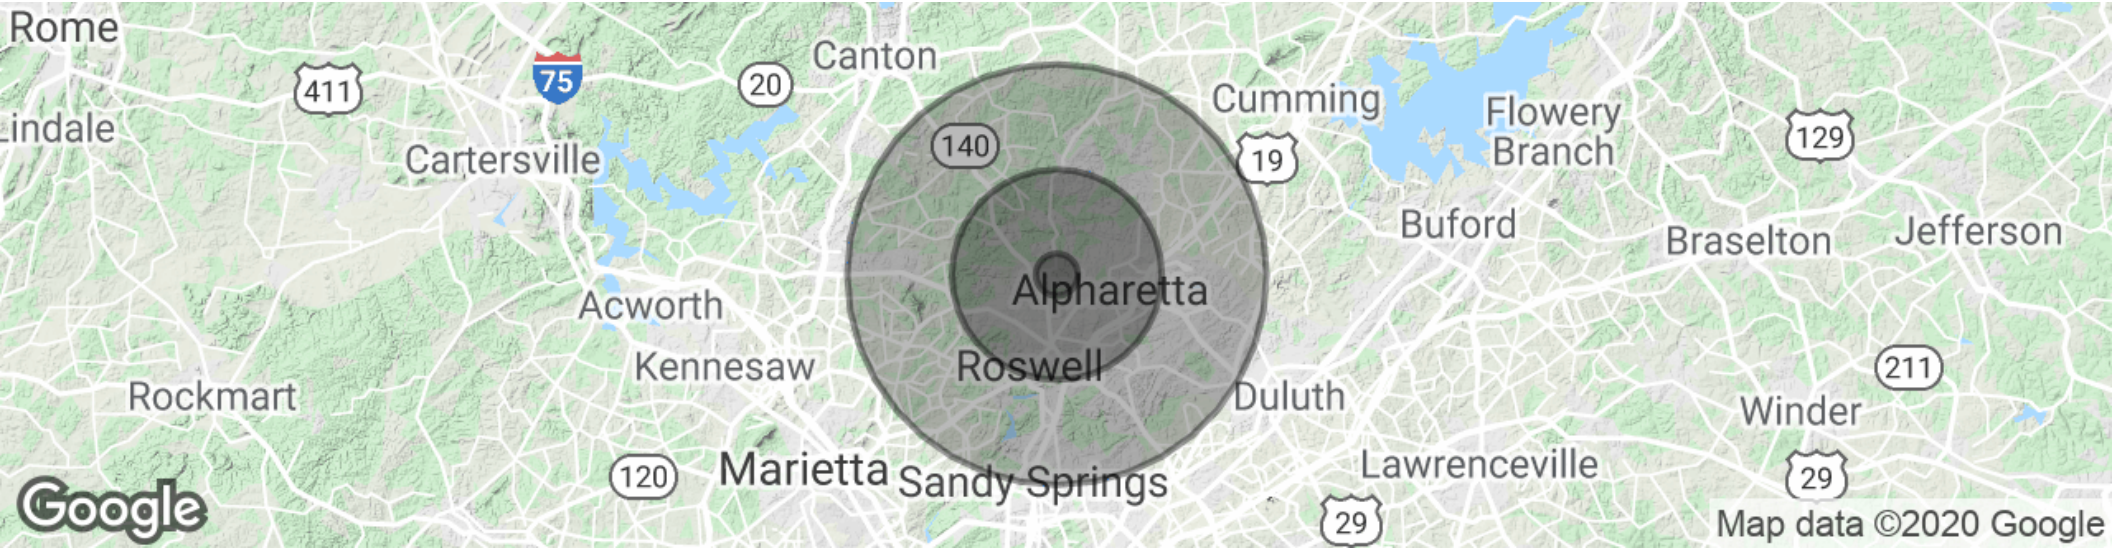 Rome
Canton
75
20
411
Cumming
Flowery
Branch
Lindale
129
140
Cartersville
19
Buford
Braselton
Jefferson
Alpharetta
Acworth
Kennesaw
Roswell
211
Rockmart
Duluth
Winder
Marietta
Sandy Springs
Lawrenceville
120
29
Google
29
Map data ©2020 Google